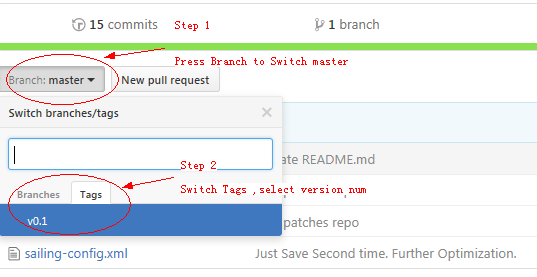 15 commits
Step 1
1 branch
Press Branch to Switch master
Branch: master
New pull request
Switch branches/tags
ate README.md
Step 2
Branches
Tags
Switch Tags ,select version_num
v0.1
patches repo
sailing-config.xml
Just Save Second time. Further Optimization.